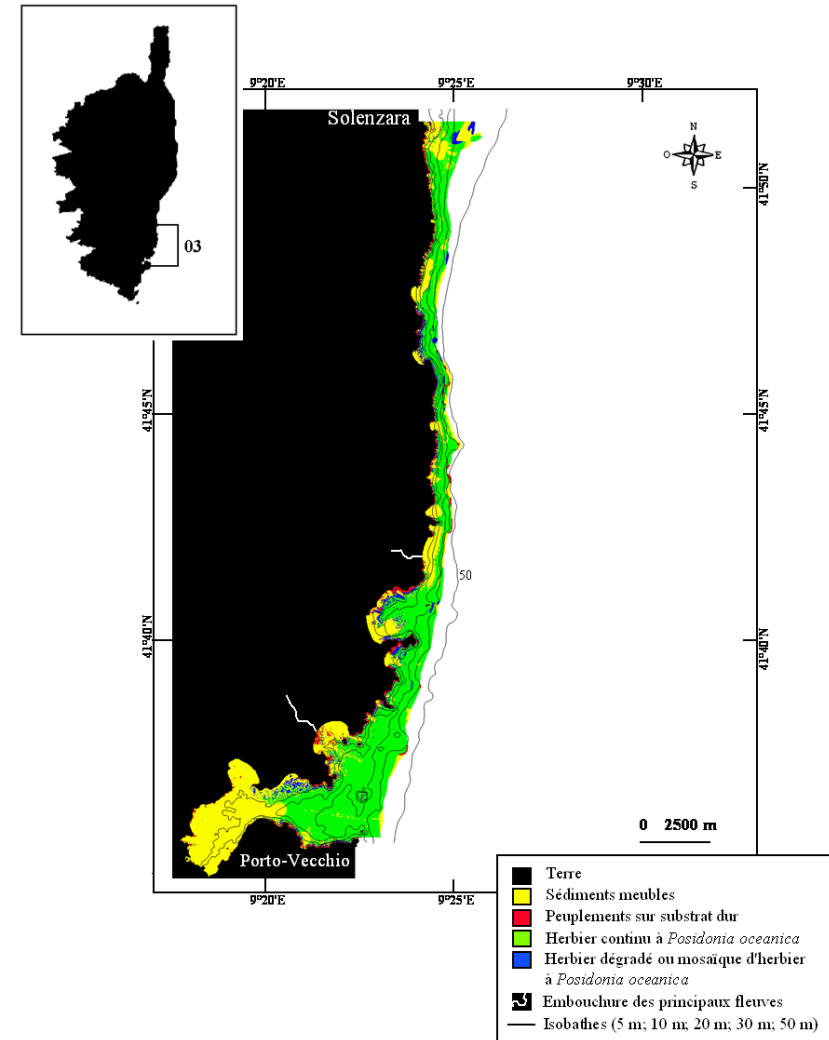 03
9°20'E 9°25'E 9°30'E
Solenzara
N
O E
S
41°50'N
41°45'N 41°45'N
50
41°40'N 41°40'N
0 2500 m
Porto-Vecchio
9°20'E 9°25'E
Terre
Sédiments meubles
Peuplements sur substrat dur
Herbier continu à Posidonia oceanica
Herbier dégradé ou mosaïque d'herbier
à Posidonia oceanica
Embouchure des principaux fleuves
Isobathes (5 m; 10 m; 20 m; 30 m; 50 m)